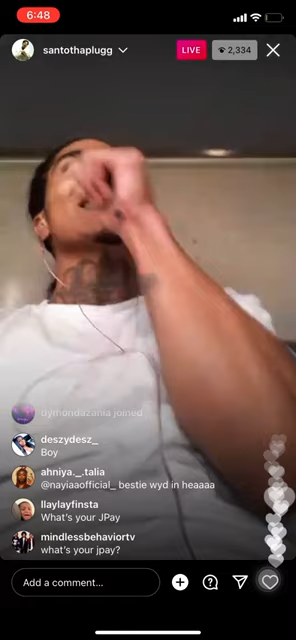 6:48
santothaplugg
LIVE
2,334
dymondazania joined
deszydesz_
Boy
ahniya._.talia
@nayiaaofficial_ bestie wyd in heaaaa
llaylayfinsta
What's your JPay
mindlessbehaviortv
what's your jpay?
Add a comment...